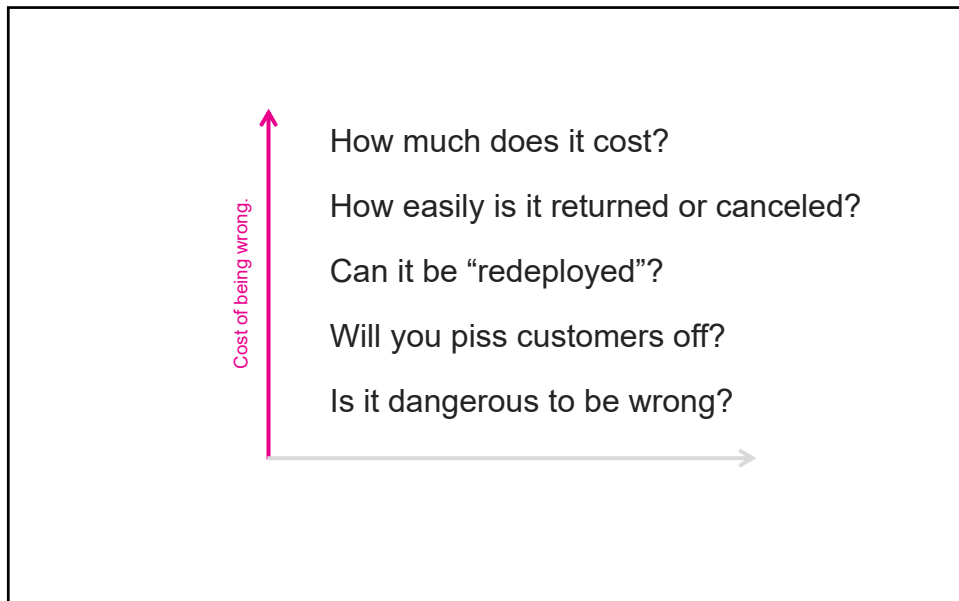 How much does it cost?
How easily is it returned or canceled?
Can it be “redeployed”?
Will you piss customers off?
Is it dangerous to be wrong?
Cost of being wrong.